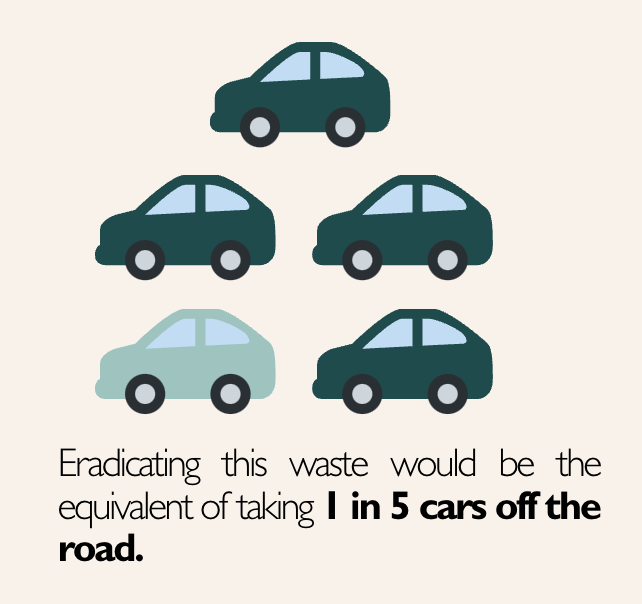 Eradicating this waste would be the
equivalent of taking 1 in 5 cars off the
road.